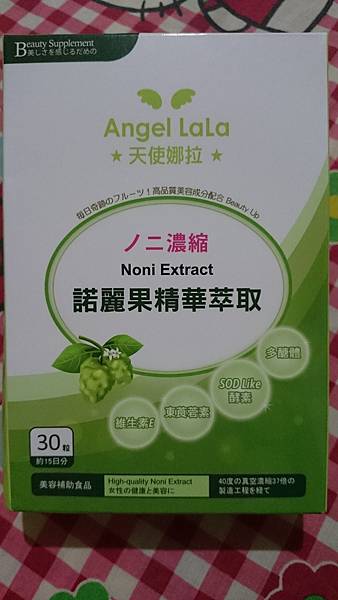 Beauty Supplement
美しさを感じるための
Angel LaLa
★ 天使娜拉 ★
毎日奇跡のフルーツ！高品質美容成分配合 Beauty Up
ノニ濃縮
Noni Extract
諾麗果精華萃取
多醣體
SOD Like
酵素
東莨菪素
維生素E
30粒
約15日分
美容補助食品
High-quality Noni Extract
女性の健康と美容に
40度の真空濃縮37倍の
製造工程を経て